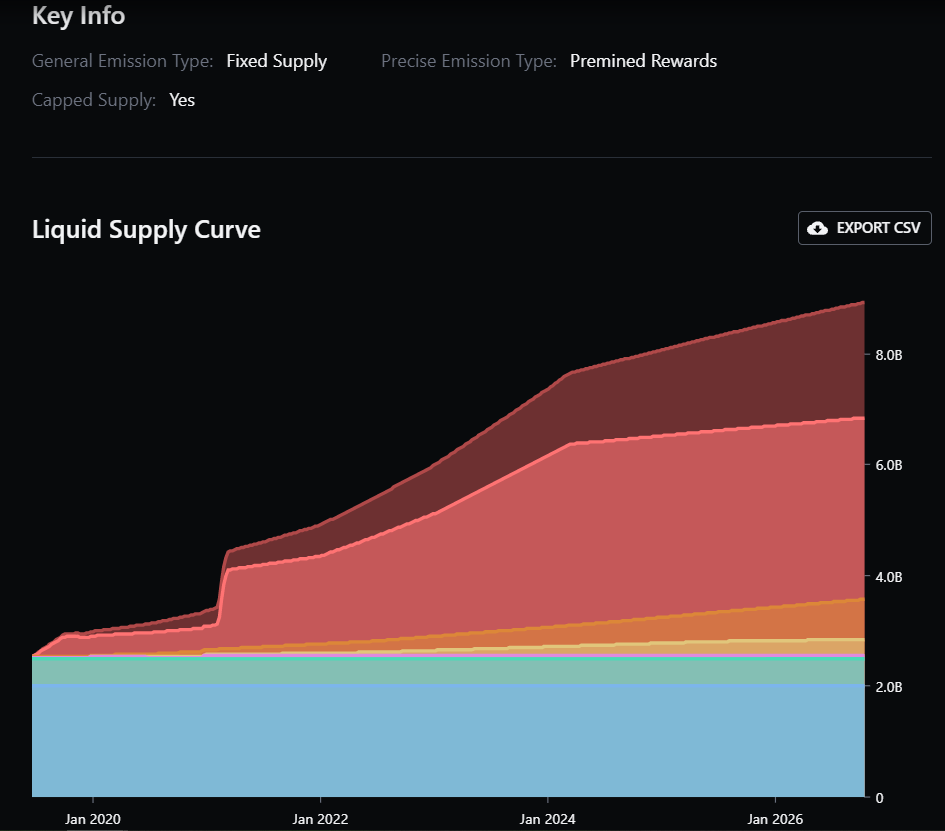 Key Info
General Emission Type: Fixed Supply Precise Emission Type: Premined Rewards
Capped Supply: Yes
Liquid Supply Curve
EXPORT CSV
8.0B
6.0B
4.0B
2.0B
0
Jan 2020 Jan 2022 Jan 2024 Jan 2026